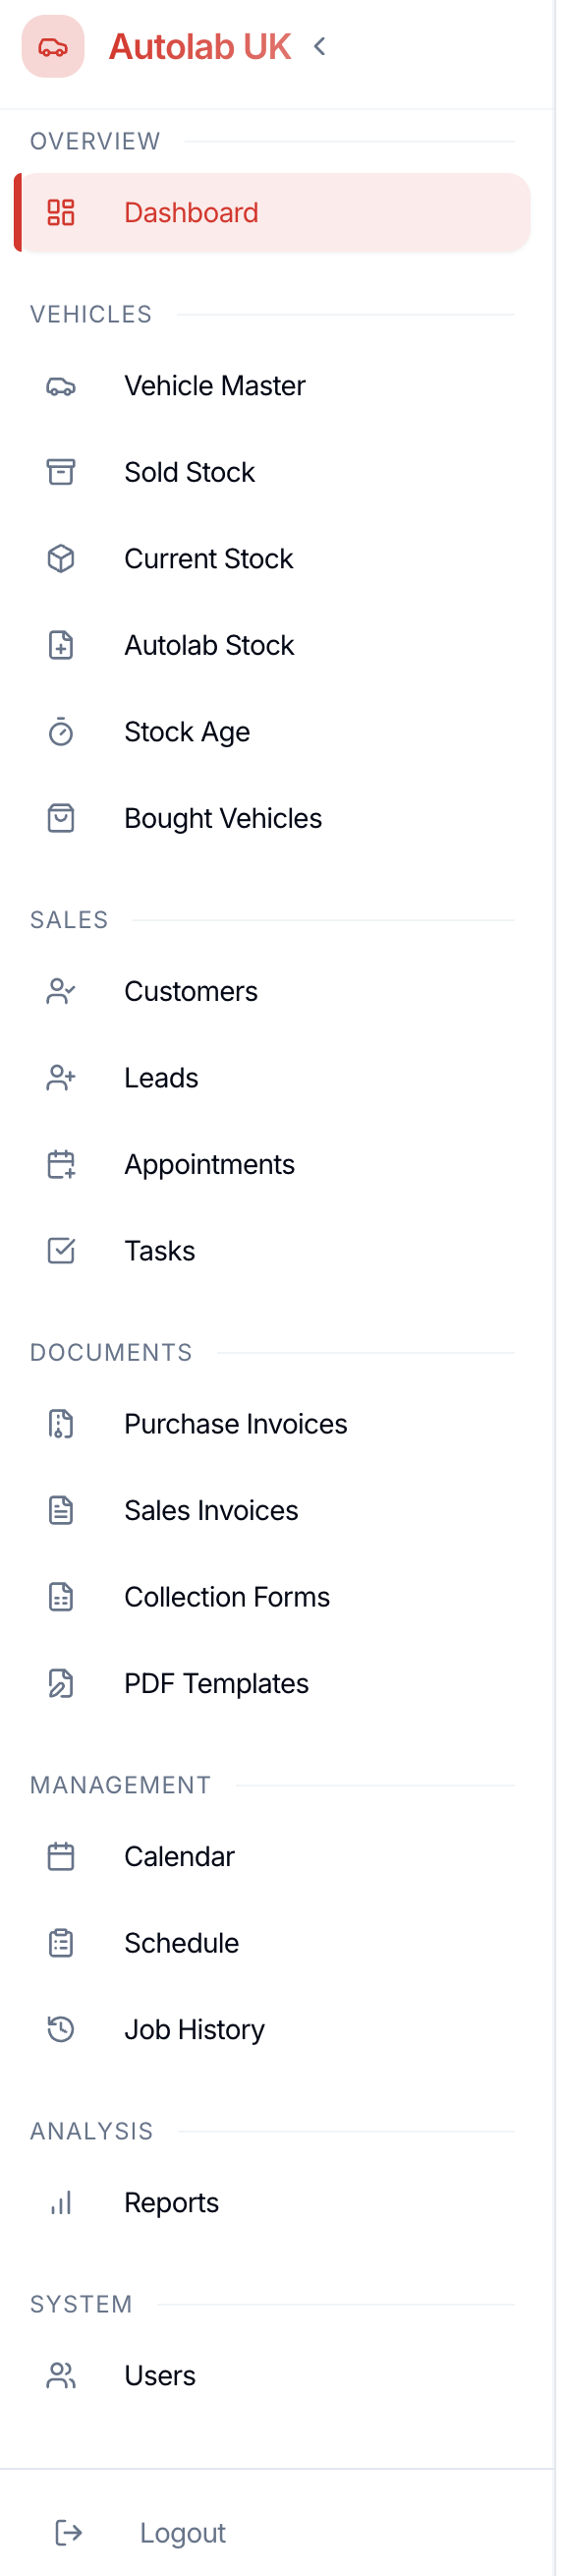 Autolab UK
OVERVIEW
Dashboard
VEHICLES
Vehicle Master
Sold Stock
Current Stock
Autolab Stock
Stock Age
Bought Vehicles
SALES
Customers
Leads
Appointments
Tasks
DOCUMENTS
Purchase Invoices
Sales Invoices
Collection Forms
PDF Templates
MANAGEMENT
Calendar
Schedule
Job History
ANALYSIS
Reports
SYSTEM
Users
Logout